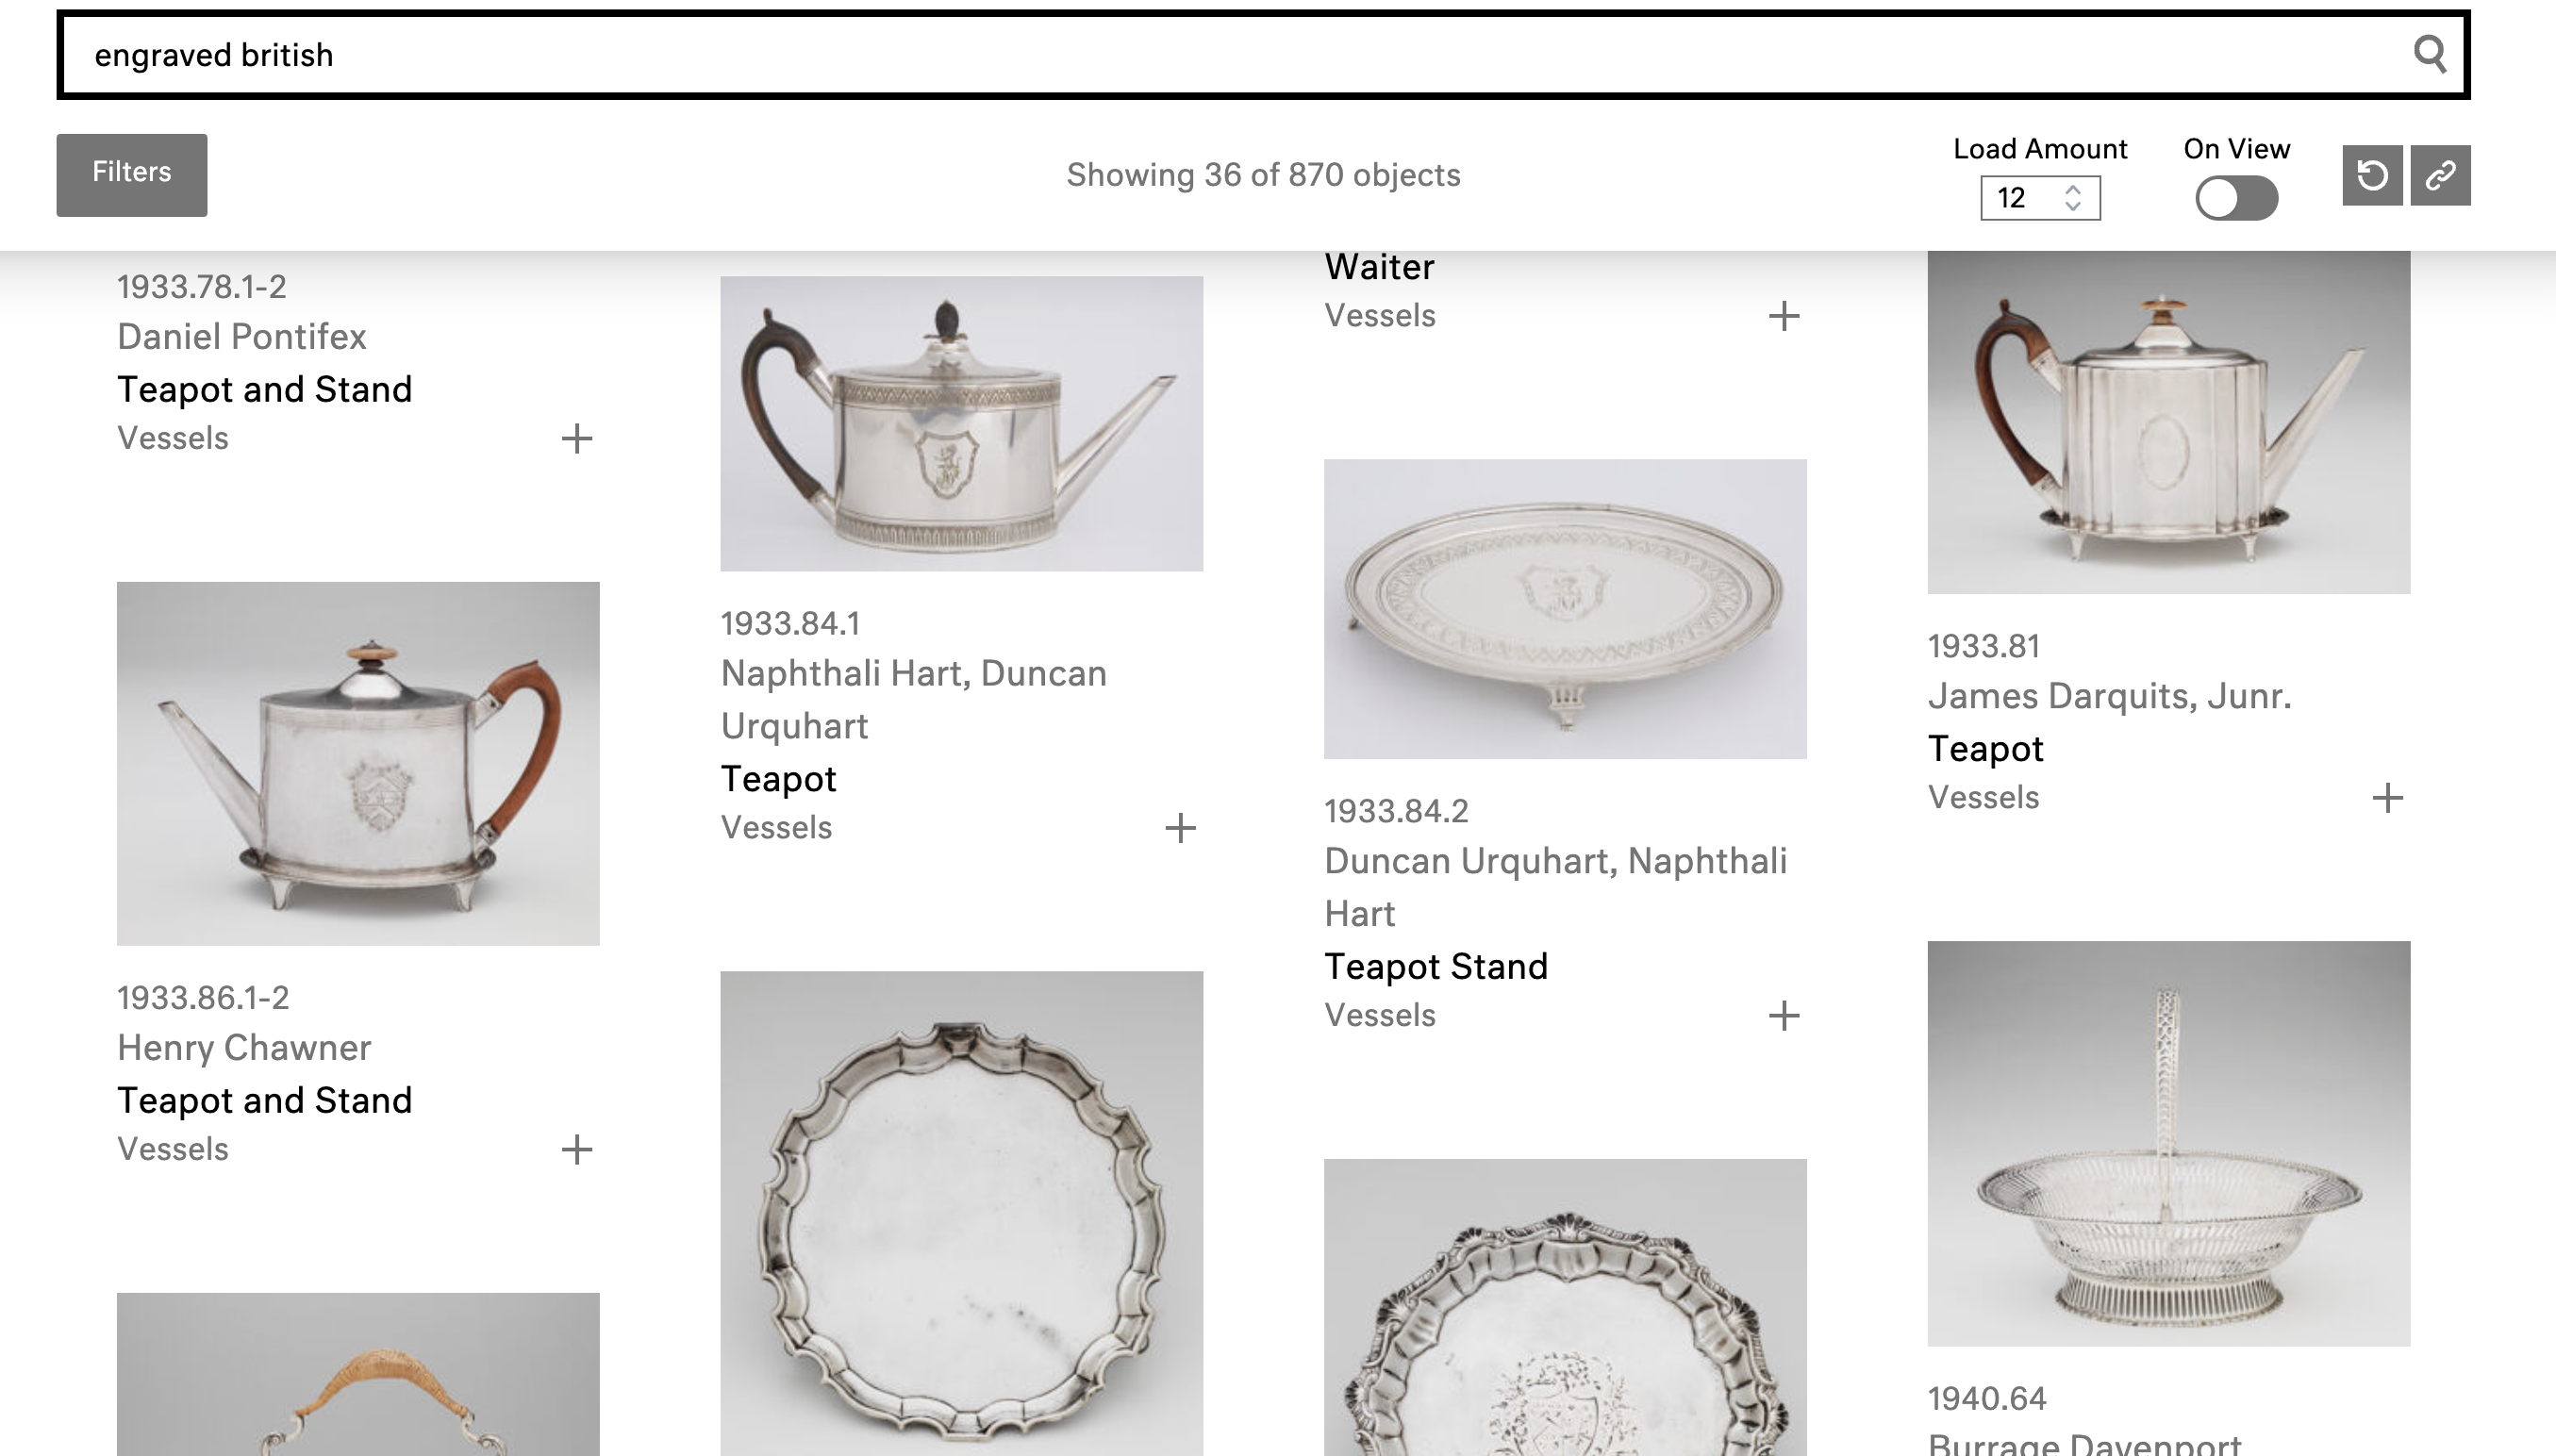 engraved british
Filters
Showing 36 of 870 objects
Load Amount
12
On View
1933.78.1-2
Daniel Pontifex
Teapot and Stand
Vessels
1933.86.1-2
Henry Chawner
Teapot and Stand
Vessels
1933.84.1
Naphthali Hart, Duncan
Urquhart
Teapot
Vessels
Waiter
Vessels
1933.84.2
Duncan Urquhart, Naphthali
Hart
Teapot Stand
Vessels
1933.81
James Darquits, Junr.
Teapot
Vessels
1940.64
Burrage Davenport